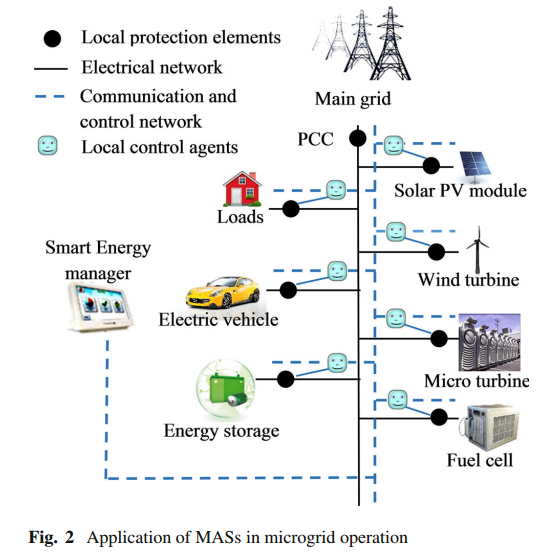 Local protection elements
Electrical network
Communication and
control network
Local control agents
Main grid
PCC
Solar PV module
Loads
Smart Energy
manager
Wind turbine
Electric vehicle
Micro turbine
Energy storage
Fuel cell
Fig. 2 Application of MASs in microgrid operation